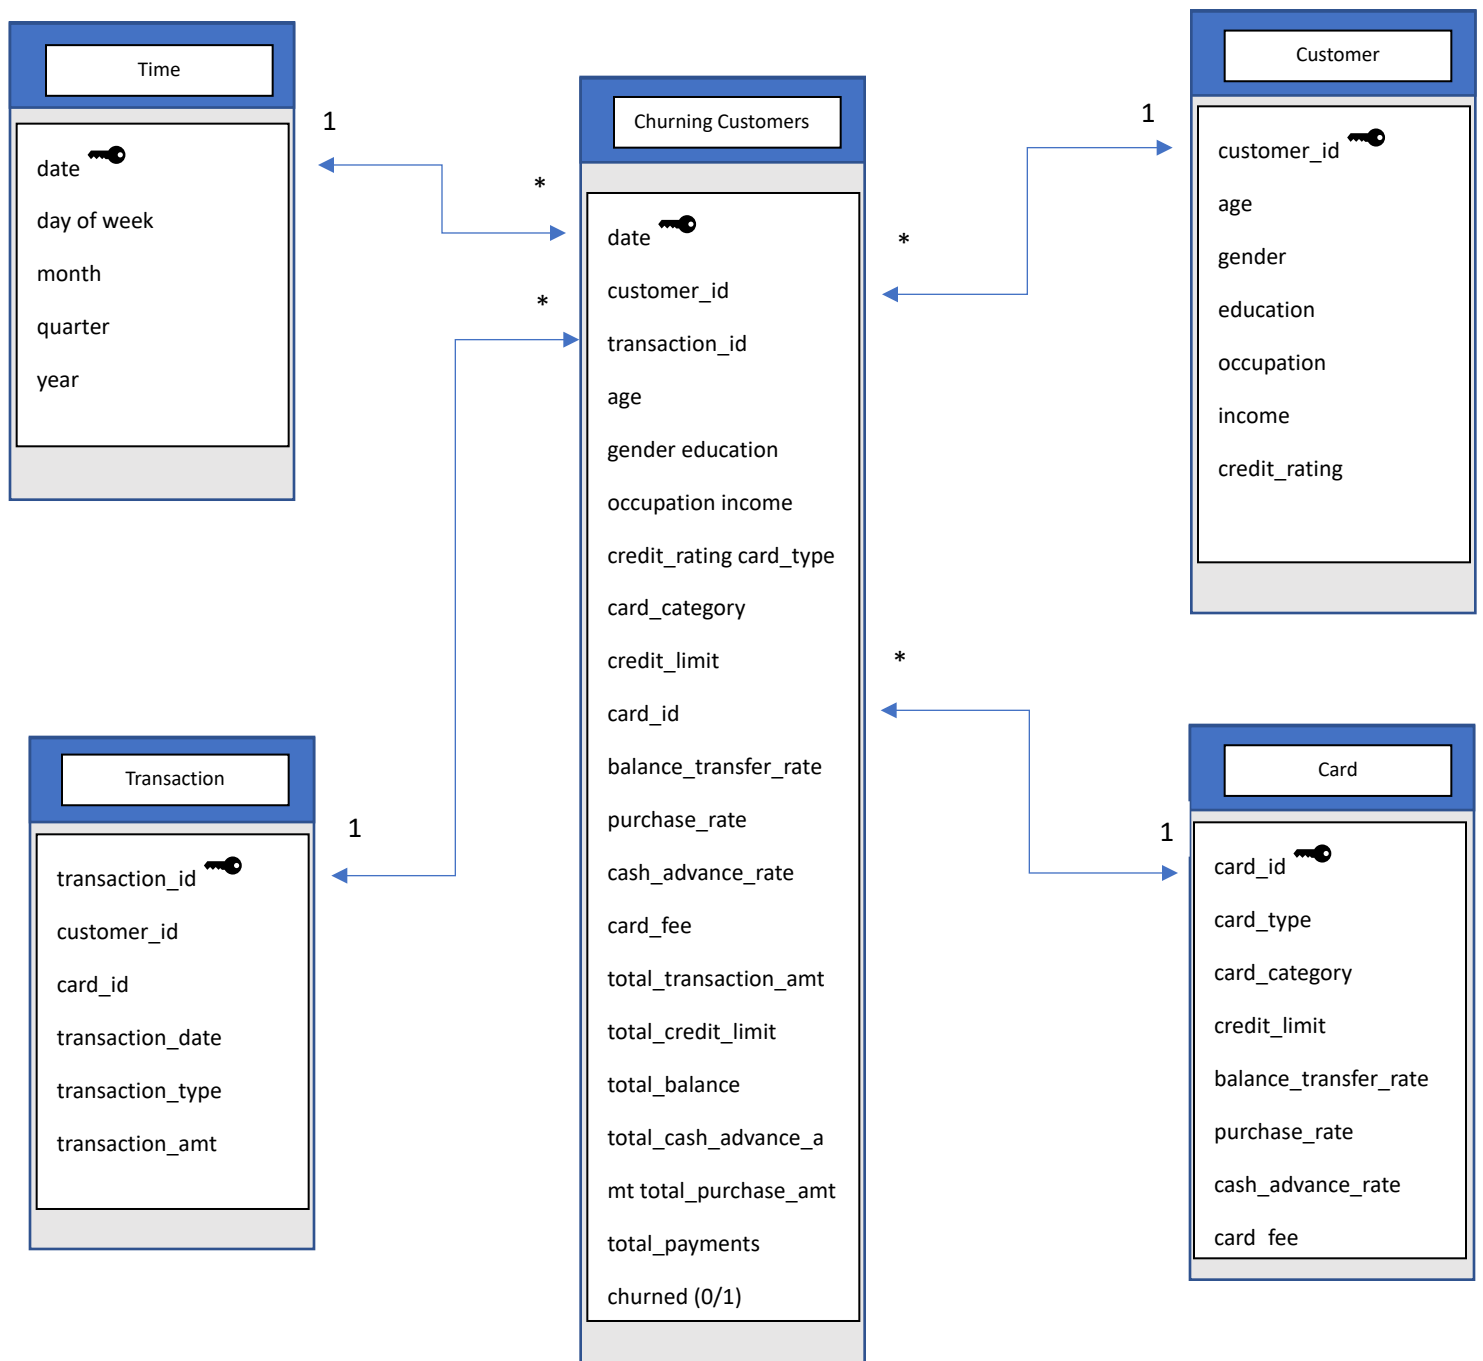 Time
1
date
day of week
month
quarter
year
Churning Customers
*
*
*
*
date
customer_id
transaction_id
age
gender education
occupation income
credit_rating card_type
card_category
credit_limit
card_id
balance_transfer_rate
purchase_rate
cash_advance_rate
card_fee
total_transaction_amt
total_credit_limit
total_balance
total_cash_advance_a
mt total_purchase_amt
total_payments
churned (0/1)
Customer
1
customer_id
age
gender
education
occupation
income
credit_rating
Transaction
1
transaction_id
customer_id
card_id
transaction_date
transaction_type
transaction_amt
Card
1
card_id
card_type
card_category
credit_limit
balance_transfer_rate
purchase_rate
cash_advance_rate
card fee